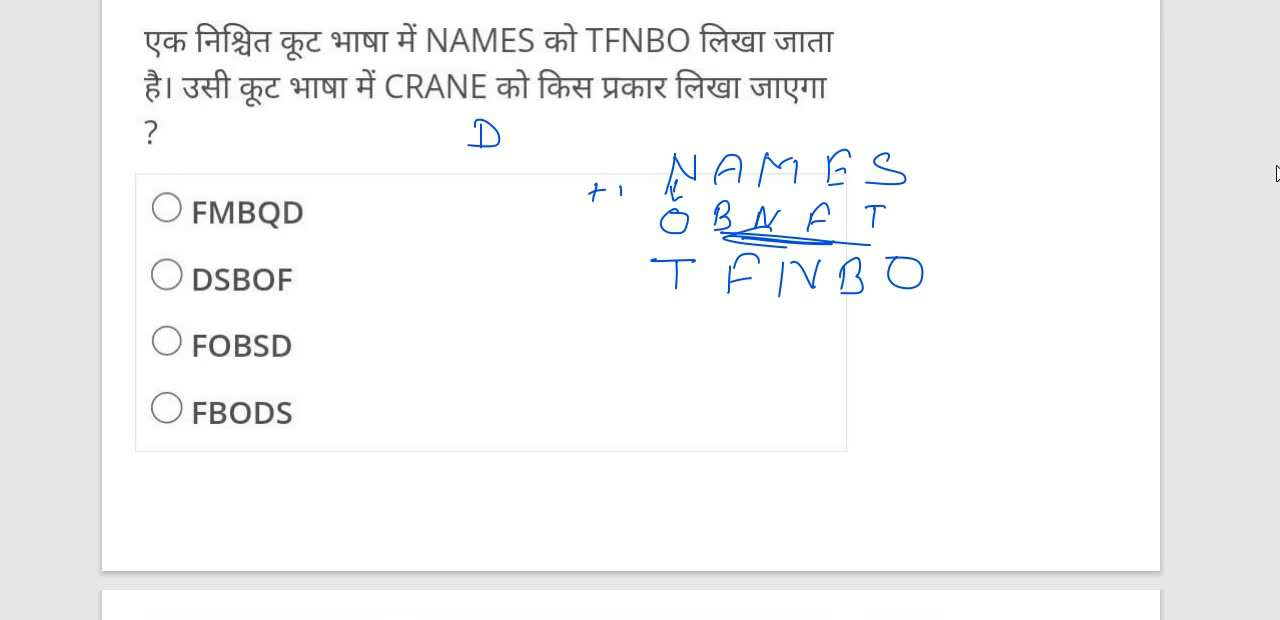 एक निश्चित कूट भाषा में NAMES को TFNBO लिखा जाता
है। उसी कूट भाषा में CRANE को किस प्रकार लिखा जाएगा
?
D
NAMES
+1
OBNFT
TFNBO
FMBQD
DSBOF
FOBSD
FBODS